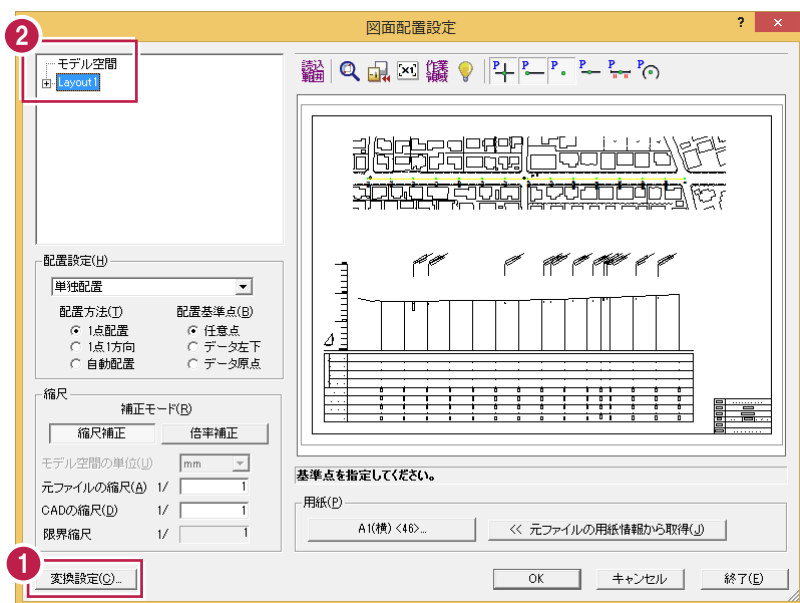 図面配置設定
?
×
2
モデル空間
Layout1
読込範囲
×1
作業領域
P P P P P P
配置設定(H)
単独配置
配置方法(T) 配置基準点(B)
1点配置 任意点
1点1方向 データ左下
自動配置 データ原点
縮尺
補正モード(R)
縮尺補正 倍率補正
モデル空間の単位(U) mm
元ファイルの縮尺(A) 1/ 1
CADの縮尺(D) 1/ 1
限界縮尺 1/ 1
基準点を指定してください。
用紙(P)
A1(横) <46>...
<< 元ファイルの用紙情報から取得(J)
1
変換設定(C)...
OK
キャンセル
終了(E)